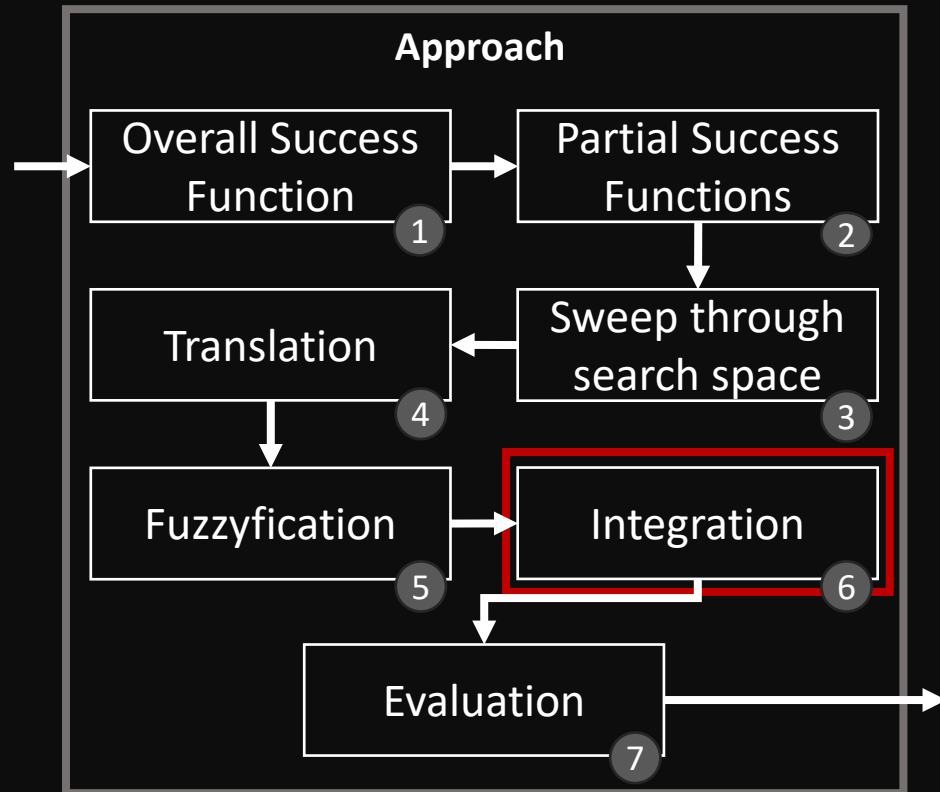 Approach
Overall Success
Function
1
Partial Success
Functions
2
Sweep through
search space
3
Translation
4
Fuzzyfication
5
Integration
6
Evaluation
7